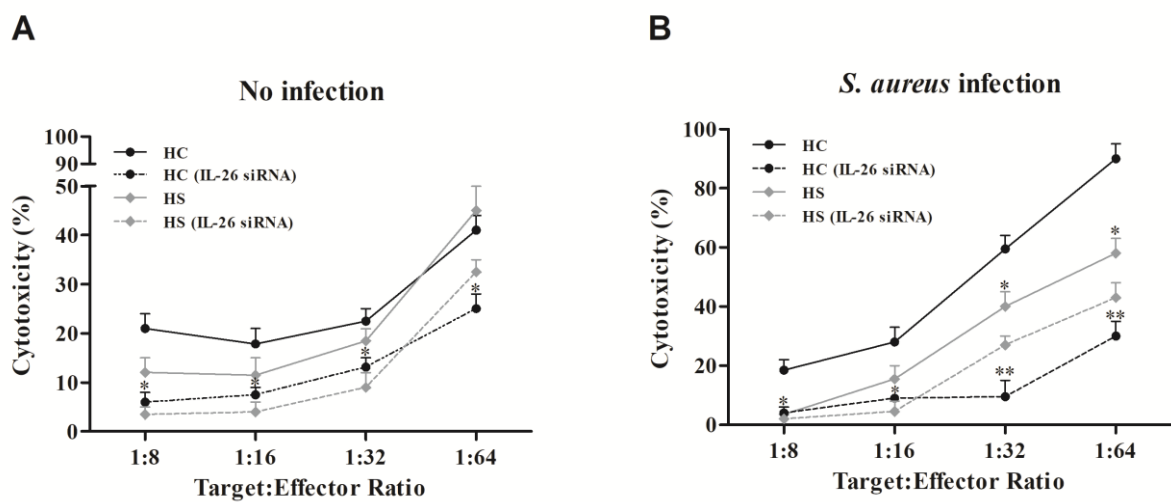 A
No infection
100
90
50
40
30
20
10
0
Cytotoxicity (%)
HC
HC (IL-26 siRNA)
HS
HS (IL-26 siRNA)
*
*
*
*
1:8 1:16 1:32 1:64
Target:Effector Ratio
B
S. aureus infection
100
80
60
40
20
0
Cytotoxicity (%)
HC
HC (IL-26 siRNA)
HS
HS (IL-26 siRNA)
*
*
*
**
*
**
1:8 1:16 1:32 1:64
Target:Effector Ratio